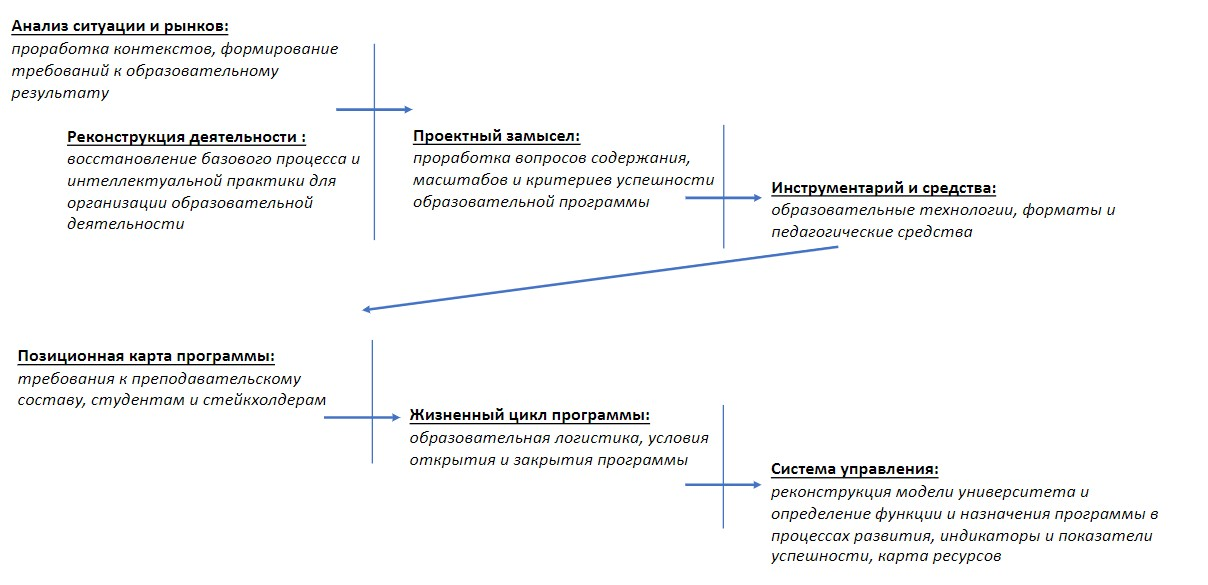 Анализ ситуации и рынков:
проработка контекстов, формирование
требований к образовательному
результату
Реконструкция деятельности :
восстановление базового процесса и
интеллектуальной практики для
организации образовательной
деятельности
Проектный замысел:
проработка вопросов содержания,
масштабов и критериев успешности
образовательной программы
Инструментарий и средства:
образовательные технологии, форматы и
педагогические средства
Позиционная карта программы:
требования к преподавательскому
составу, студентам и стейкхолдерам
Жизненный цикл программы:
образовательная логистика, условия
открытия и закрытия программы
Система управления:
реконструкция модели университета и
определение функции и назначения программы в
процессах развития, индикаторы и показатели
успешности, карта ресурсов